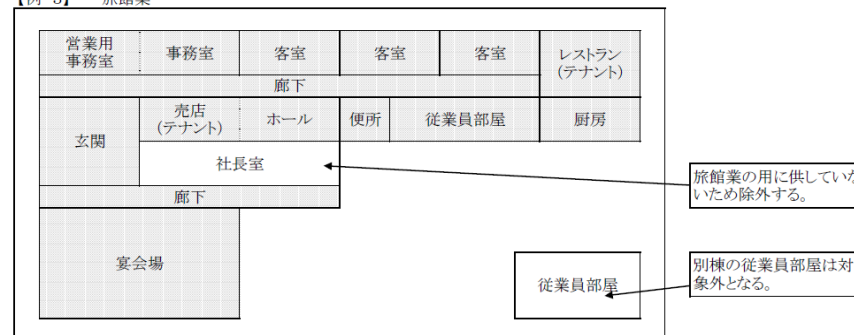 【例 3】 旅館業
営業用
事務室
事務室
客室
客室
客室
レストラン
(テナント)
廊下
玄関
売店
(テナント)
ホール
便所
従業員部屋
厨房
社長室
旅館業の用に供していな
いため除外する。
廊下
宴会場
従業員部屋
別棟の従業員部屋は対
象外となる。